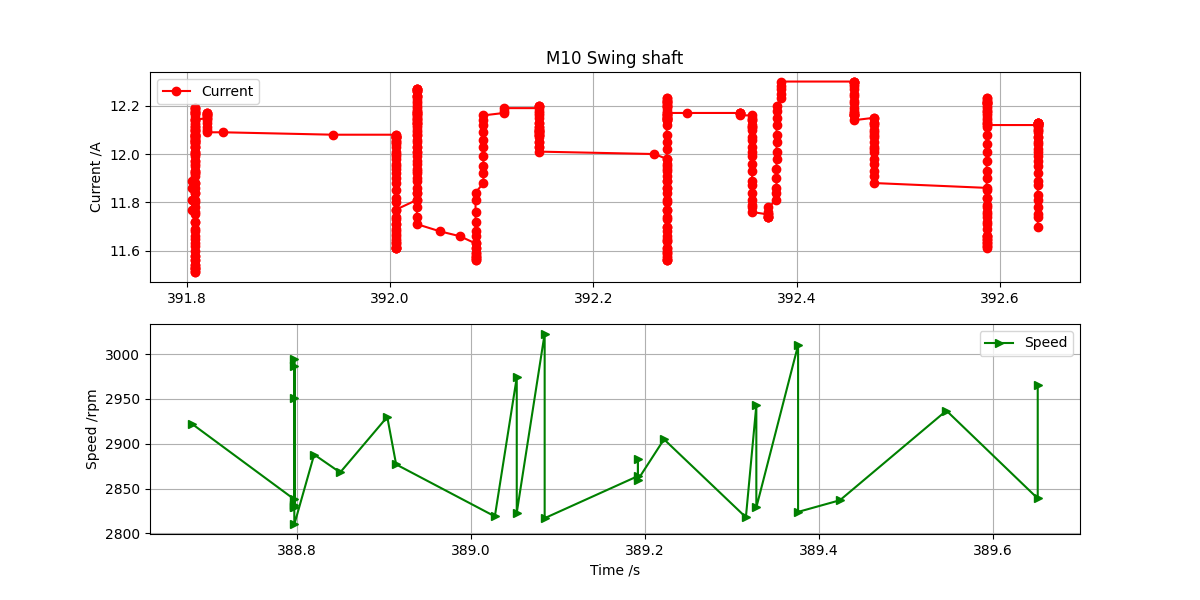 M10 Swing shaft
Current
12.2
12.0
11.8
11.6
Current /A
391.8 392.0 392.2 392.4 392.6
Speed
3000
2950
2900
2850
2800
Speed /rpm
388.8 389.0 389.2 389.4 389.6
Time /s